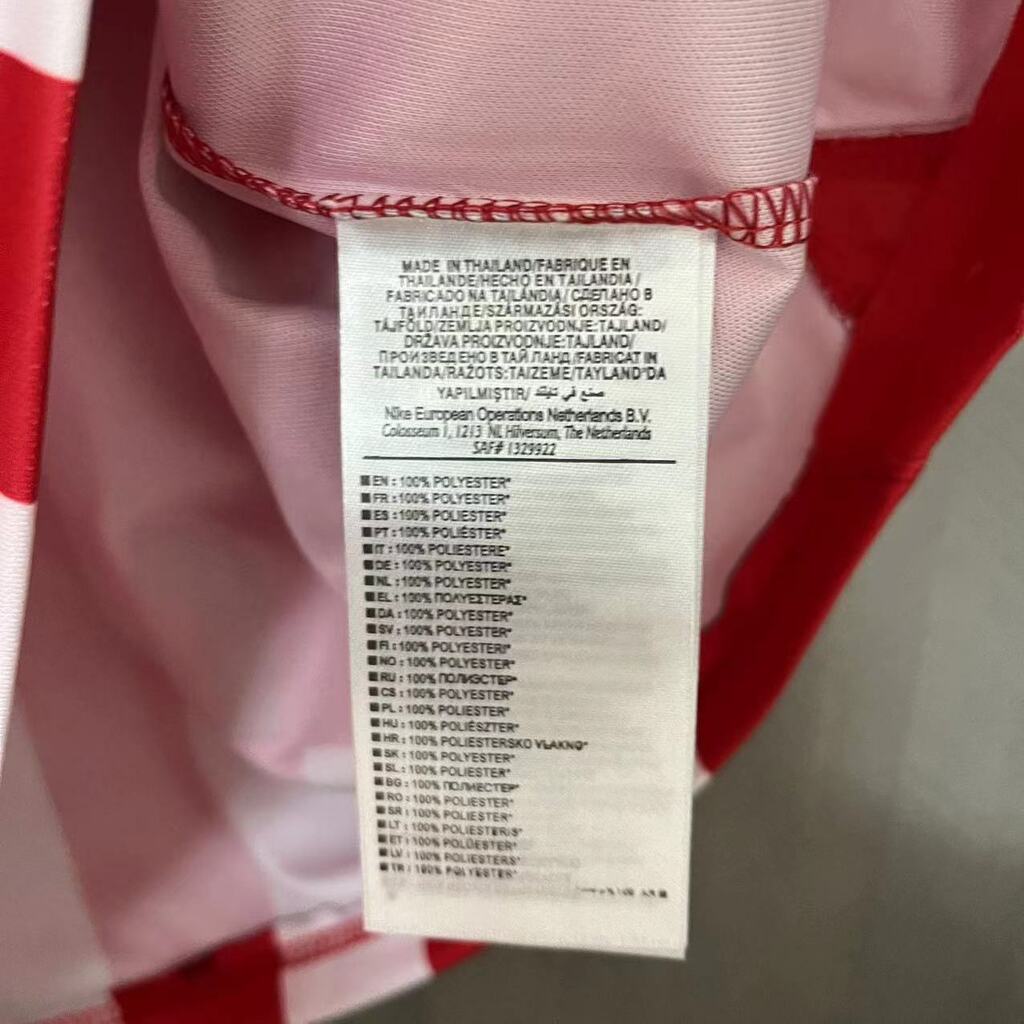 MADE IN THAILAND/FABRIQUE EN
THAILANDE/HECHO EN TAILANDIA/
FABRICADO NA TAILÂNDIA/СДЕЛАНО В
ТАИЛАНДЕ/SZÁRMAZÁSI ORSZÁG:
TÁJFÖLD/ZEMLJA PROIZVODNJE:TAJLAND/
DRŽAVA PROIZVODNJE:TAJLAND/
ПРОИЗВЕДЕНО В ТАЙЛАНД/FABRICAT IN
TAILANDA/RAŽOTS:TAIZEME/TAYLAND'DA
YAPILMIŞTIR/ صنع في تايلند
Nike European Operations Netherlands B.V.
Colosseum 1, 1213 NL Hilversum, The Netherlands
SAF# 1329922
EN : 100% POLYESTER*
FR : 100% POLYESTER*
ES : 100% POLIÉSTER*
PT : 100% POLIÉSTER*
IT : 100% POLIESTERE*
DE : 100% POLYESTER*
NL : 100% POLYESTER*
EL : 100% ΠΟΛΥΕΣΤΕΡΑΣ*
DA : 100% POLYESTER*
SV : 100% POLYESTER*
FI : 100% POLYESTERI*
NO : 100% POLYESTER*
RU : 100% ПОЛИЭСТЕР*
CS : 100% POLYESTER*
PL : 100% POLIESTER*
HU : 100% POLIÉSZTER*
HR : 100% POLIESTERSKO VLAKNO*
SK : 100% POLYESTER*
SL : 100% POLIESTER*
BG : 100% ПОЛИЕСТЕР*
RO : 100% POLIESTER*
SR : 100% POLIESTER*
LT : 100% POLIESTERIS*
ET : 100% POLÜESTER*
LV : 100% POLIESTERS*
TR : 100% POLYESTER*